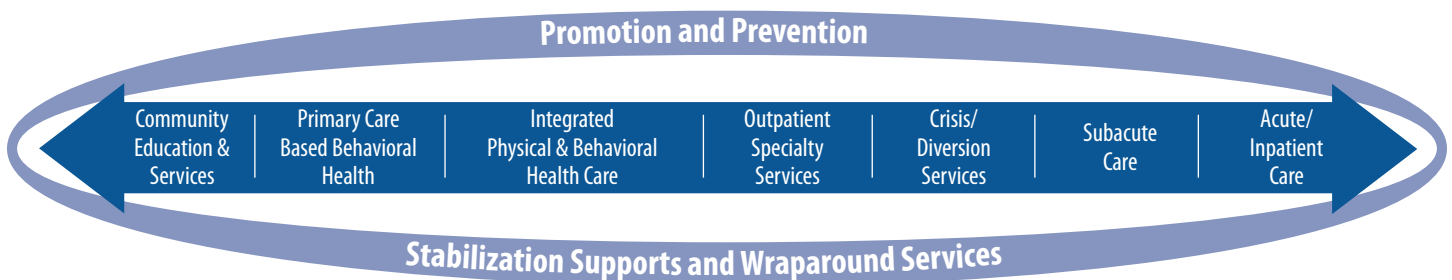 Promotion and Prevention
Community
Education &
Services
Primary Care
Based Behavioral
Health
Integrated
Physical & Behavioral
Health Care
Outpatient
Specialty
Services
Crisis/
Diversion
Services
Subacute
Care
Acute/
Inpatient
Care
Stabilization Supports and Wraparound Services